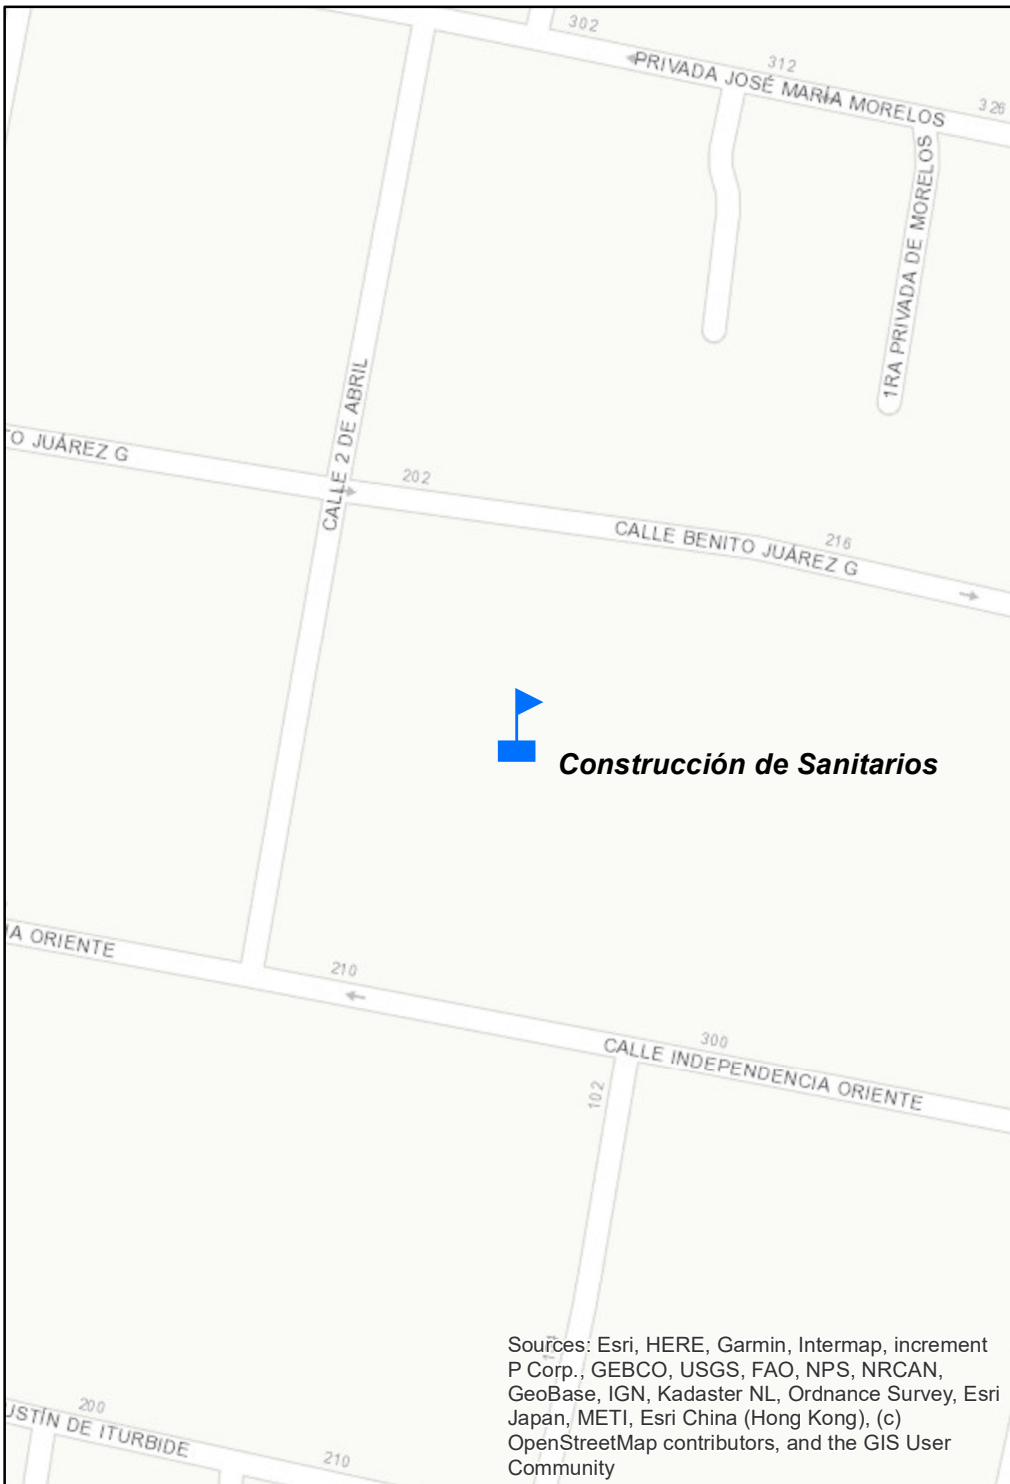 302
312
PRIVADA JOSÉ MARÍA MORELOS
326
1RA PRIVADA DE MORELOS
CALLE 2 DE ABRIL
TO JUÁREZ G
202
CALLE BENITO JUÁREZ G
216
Construcción de Sanitarios
IA ORIENTE
210
300
CALLE INDEPENDENCIA ORIENTE
102
Sources: Esri, HERE, Garmin, Intermap, increment
P Corp., GEBCO, USGS, FAO, NPS, NRCAN,
GeoBase, IGN, Kadaster NL, Ordnance Survey, Esri
Japan, METI, Esri China (Hong Kong), (c)
OpenStreetMap contributors, and the GIS User
Community
200
USTÍN DE ITURBIDE
210